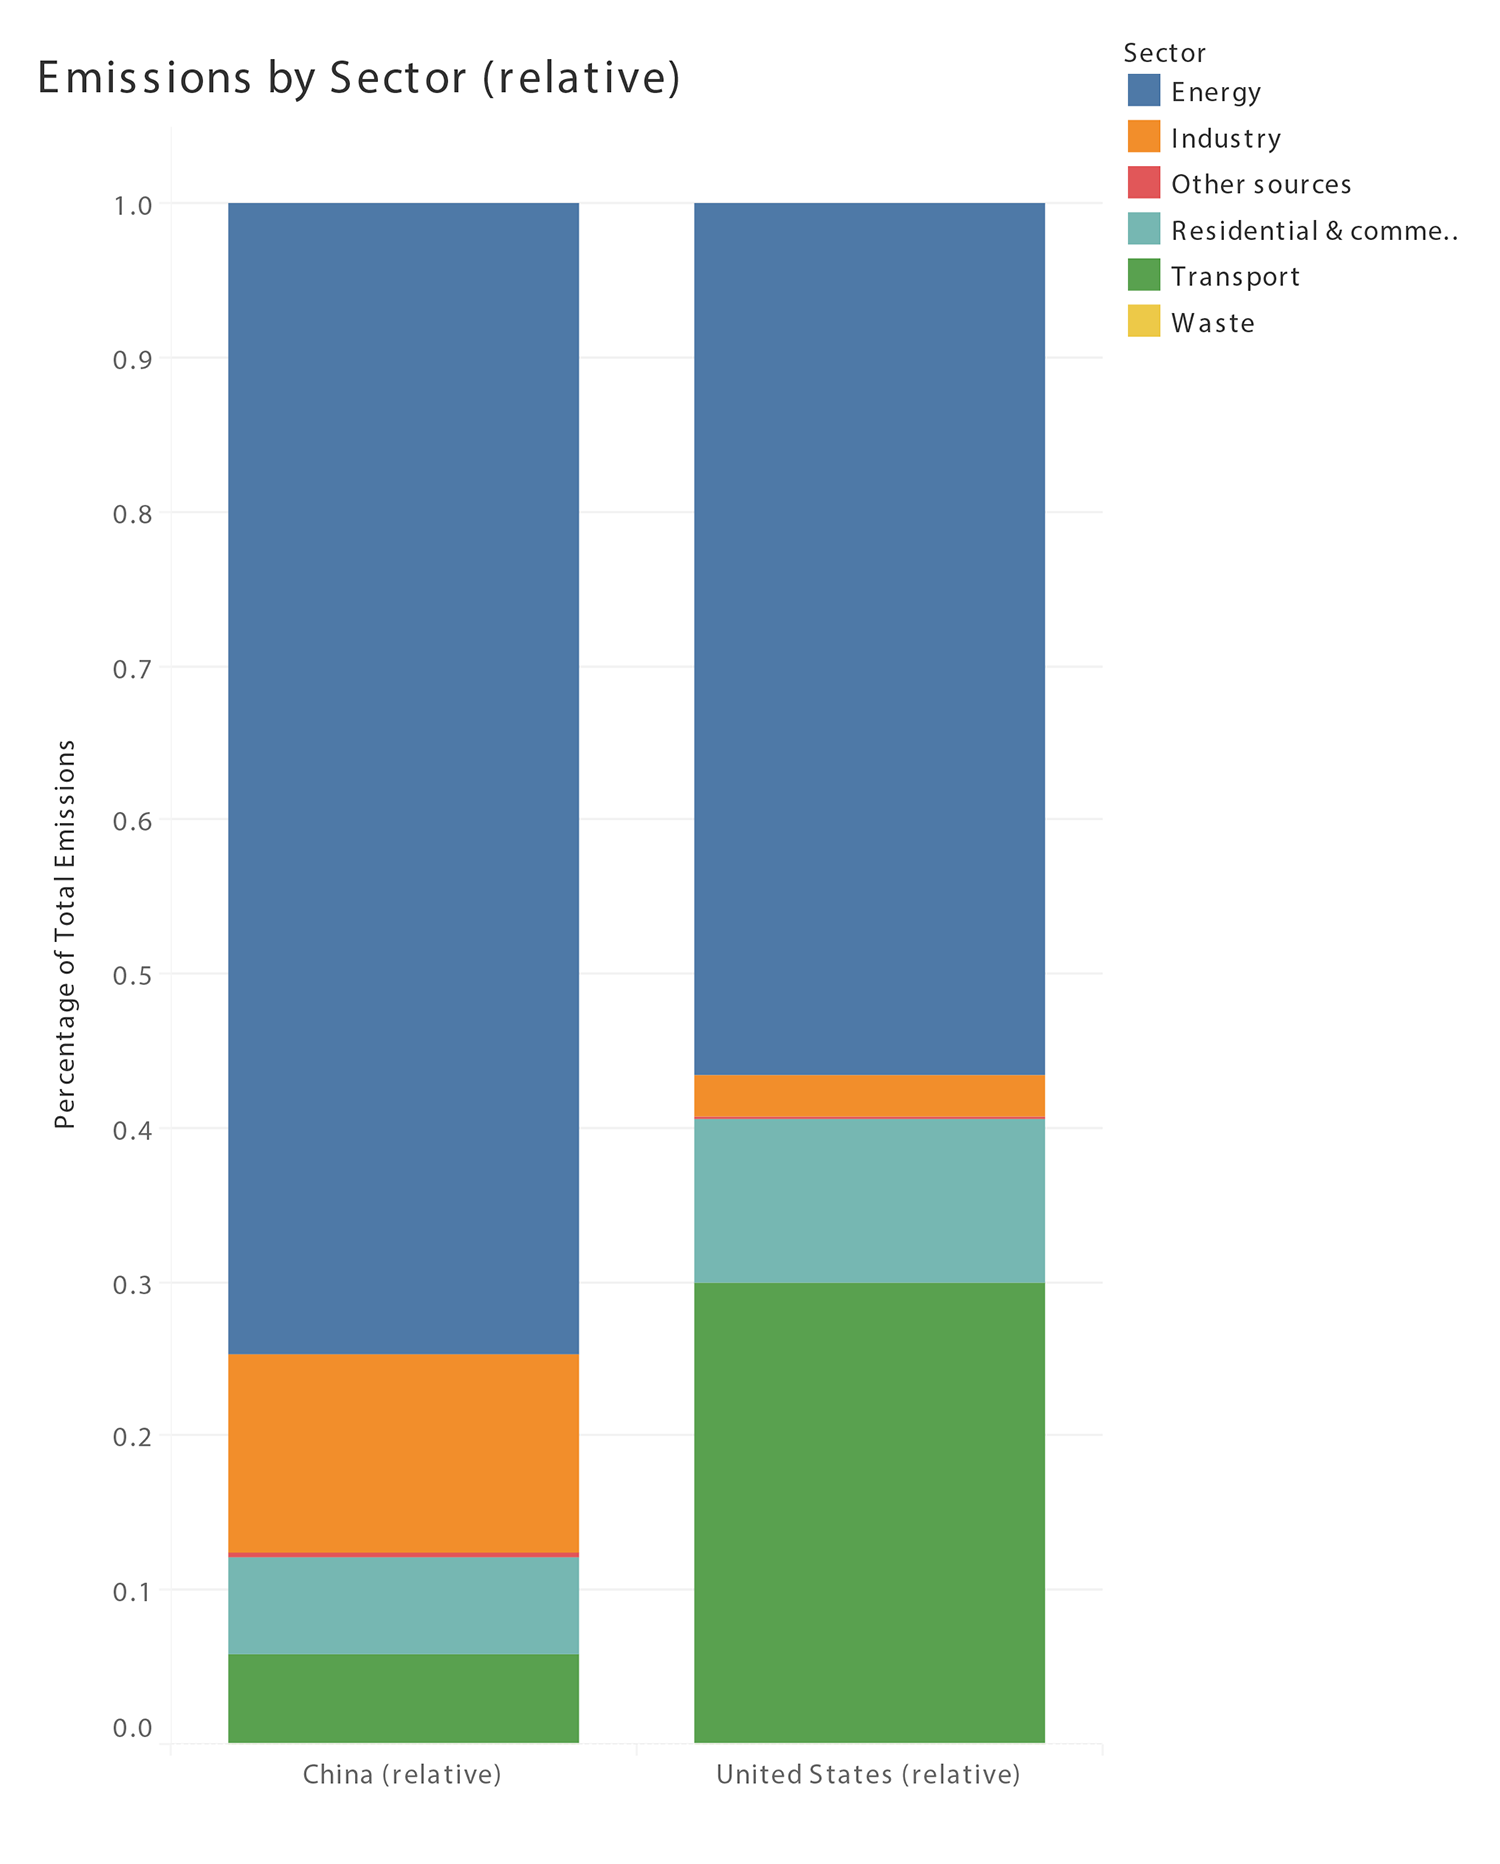 Emissions by Sector (relative)
Sector
Energy
Industry
Other sources
Residential & comme..
Transport
Waste
Percentage of Total Emissions
1.0
0.9
0.8
0.7
0.6
0.5
0.4
0.3
0.2
0.1
0.0
China (relative)
United States (relative)